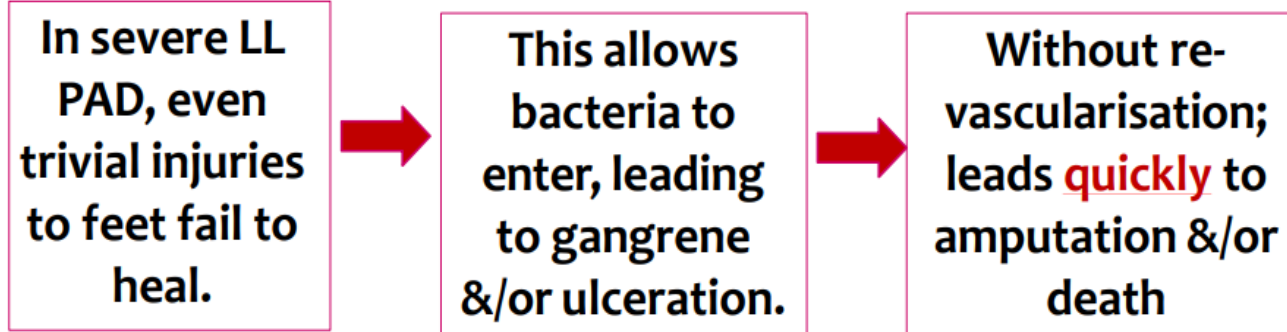 In severe LL
PAD, even
trivial injuries
to feet fail to
heal.
This allows
bacteria to
enter, leading
to gangrene
&/or ulceration.
Without re-
vascularisation;
leads quickly to
amputation &/or
death